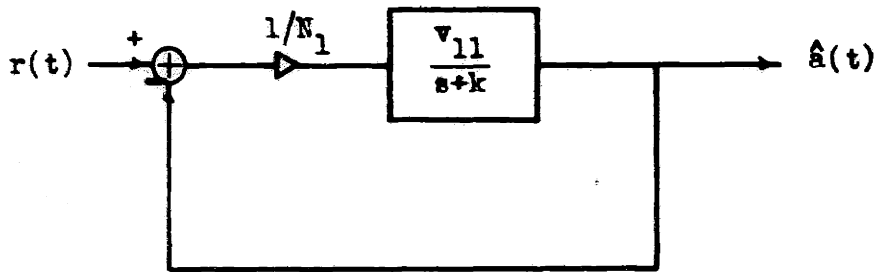 1/N₁
+
r(t)
+
−
v₁₁
s+k
â(t)